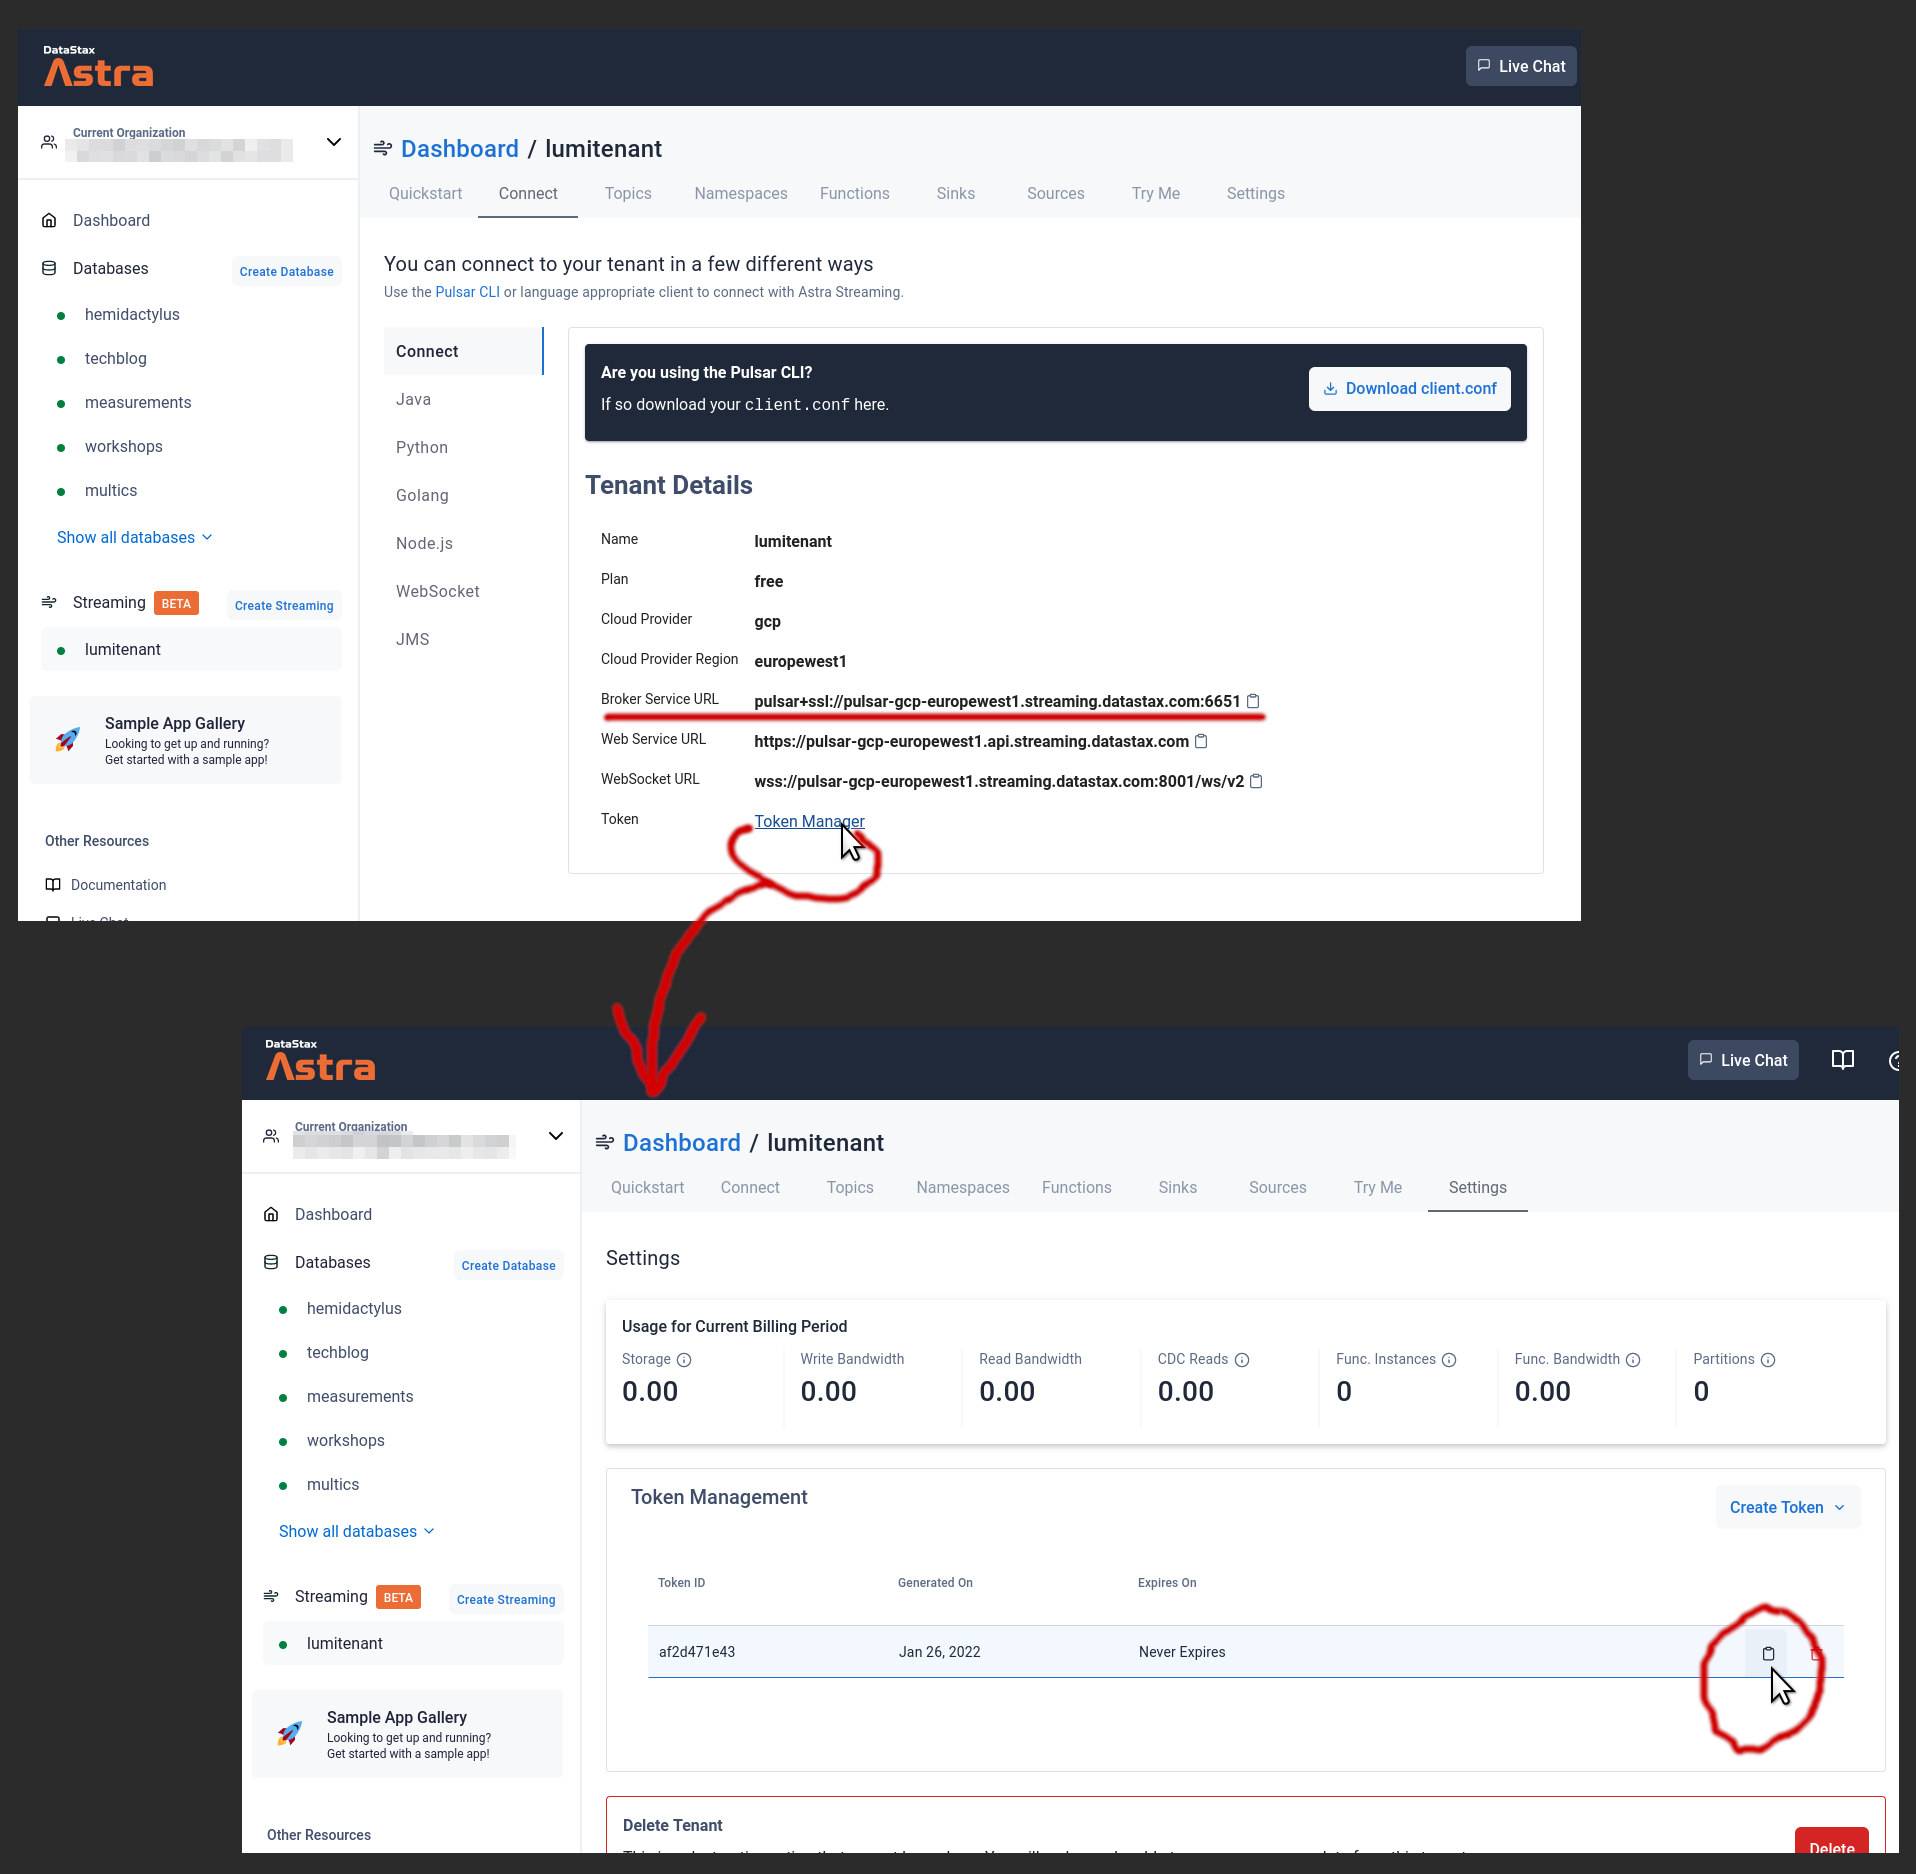 DataStax
Astra
Live Chat
Current Organization
Dashboard
Databases
Create Database
hemidactylus
techblog
measurements
workshops
multics
Show all databases
Streaming BETA
Create Streaming
lumitenant
Sample App Gallery
Looking to get up and running?
Get started with a sample app!
Other Resources
Documentation
Live Chat
Dashboard / lumitenant
Quickstart Connect Topics Namespaces Functions Sinks Sources Try Me Settings
You can connect to your tenant in a few different ways
Use the Pulsar CLI or language appropriate client to connect with Astra Streaming.
Connect
Java
Python
Golang
Node.js
WebSocket
JMS
Are you using the Pulsar CLI?
If so download your client.conf here.
Download client.conf
Tenant Details
Name lumitenant
Plan free
Cloud Provider gcp
Cloud Provider Region europewest1
Broker Service URL pulsar+ssl://pulsar-gcp-europewest1.streaming.datastax.com:6651
Web Service URL https://pulsar-gcp-europewest1.api.streaming.datastax.com
WebSocket URL wss://pulsar-gcp-europewest1.streaming.datastax.com:8001/ws/v2
Token Token Manager
DataStax
Astra
Live Chat
Current Organization
Dashboard
Databases
Create Database
hemidactylus
techblog
measurements
workshops
multics
Show all databases
Streaming BETA
Create Streaming
lumitenant
Sample App Gallery
Looking to get up and running?
Get started with a sample app!
Other Resources
Dashboard / lumitenant
Quickstart Connect Topics Namespaces Functions Sinks Sources Try Me Settings
Settings
Usage for Current Billing Period
Storage Write Bandwidth Read Bandwidth CDC Reads Func. Instances Func. Bandwidth Partitions
0.00 0.00 0.00 0.00 0 0.00 0
Token Management
Create Token
Token ID Generated On Expires On
af2d471e43 Jan 26, 2022 Never Expires
Delete Tenant
Delete